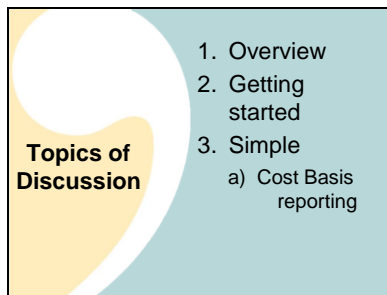 Topics of
Discussion
1. Overview
2. Getting
started
3. Simple
a) Cost Basis
reporting